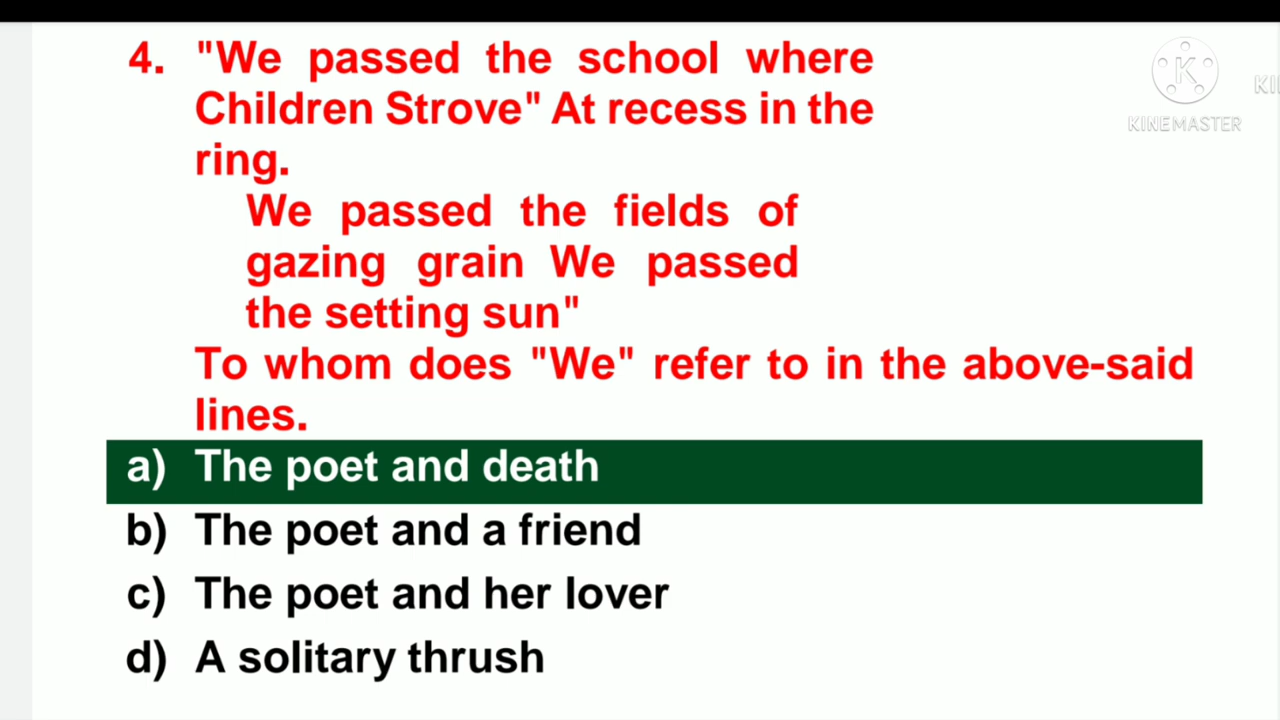 4. "We passed the school where
Children Strove" At recess in the
ring.
We passed the fields of
gazing grain We passed
the setting sun"
To whom does "We" refer to in the above-said
lines.
a) The poet and death
b) The poet and a friend
c) The poet and her lover
d) A solitary thrush
K
KINEMASTER
KI